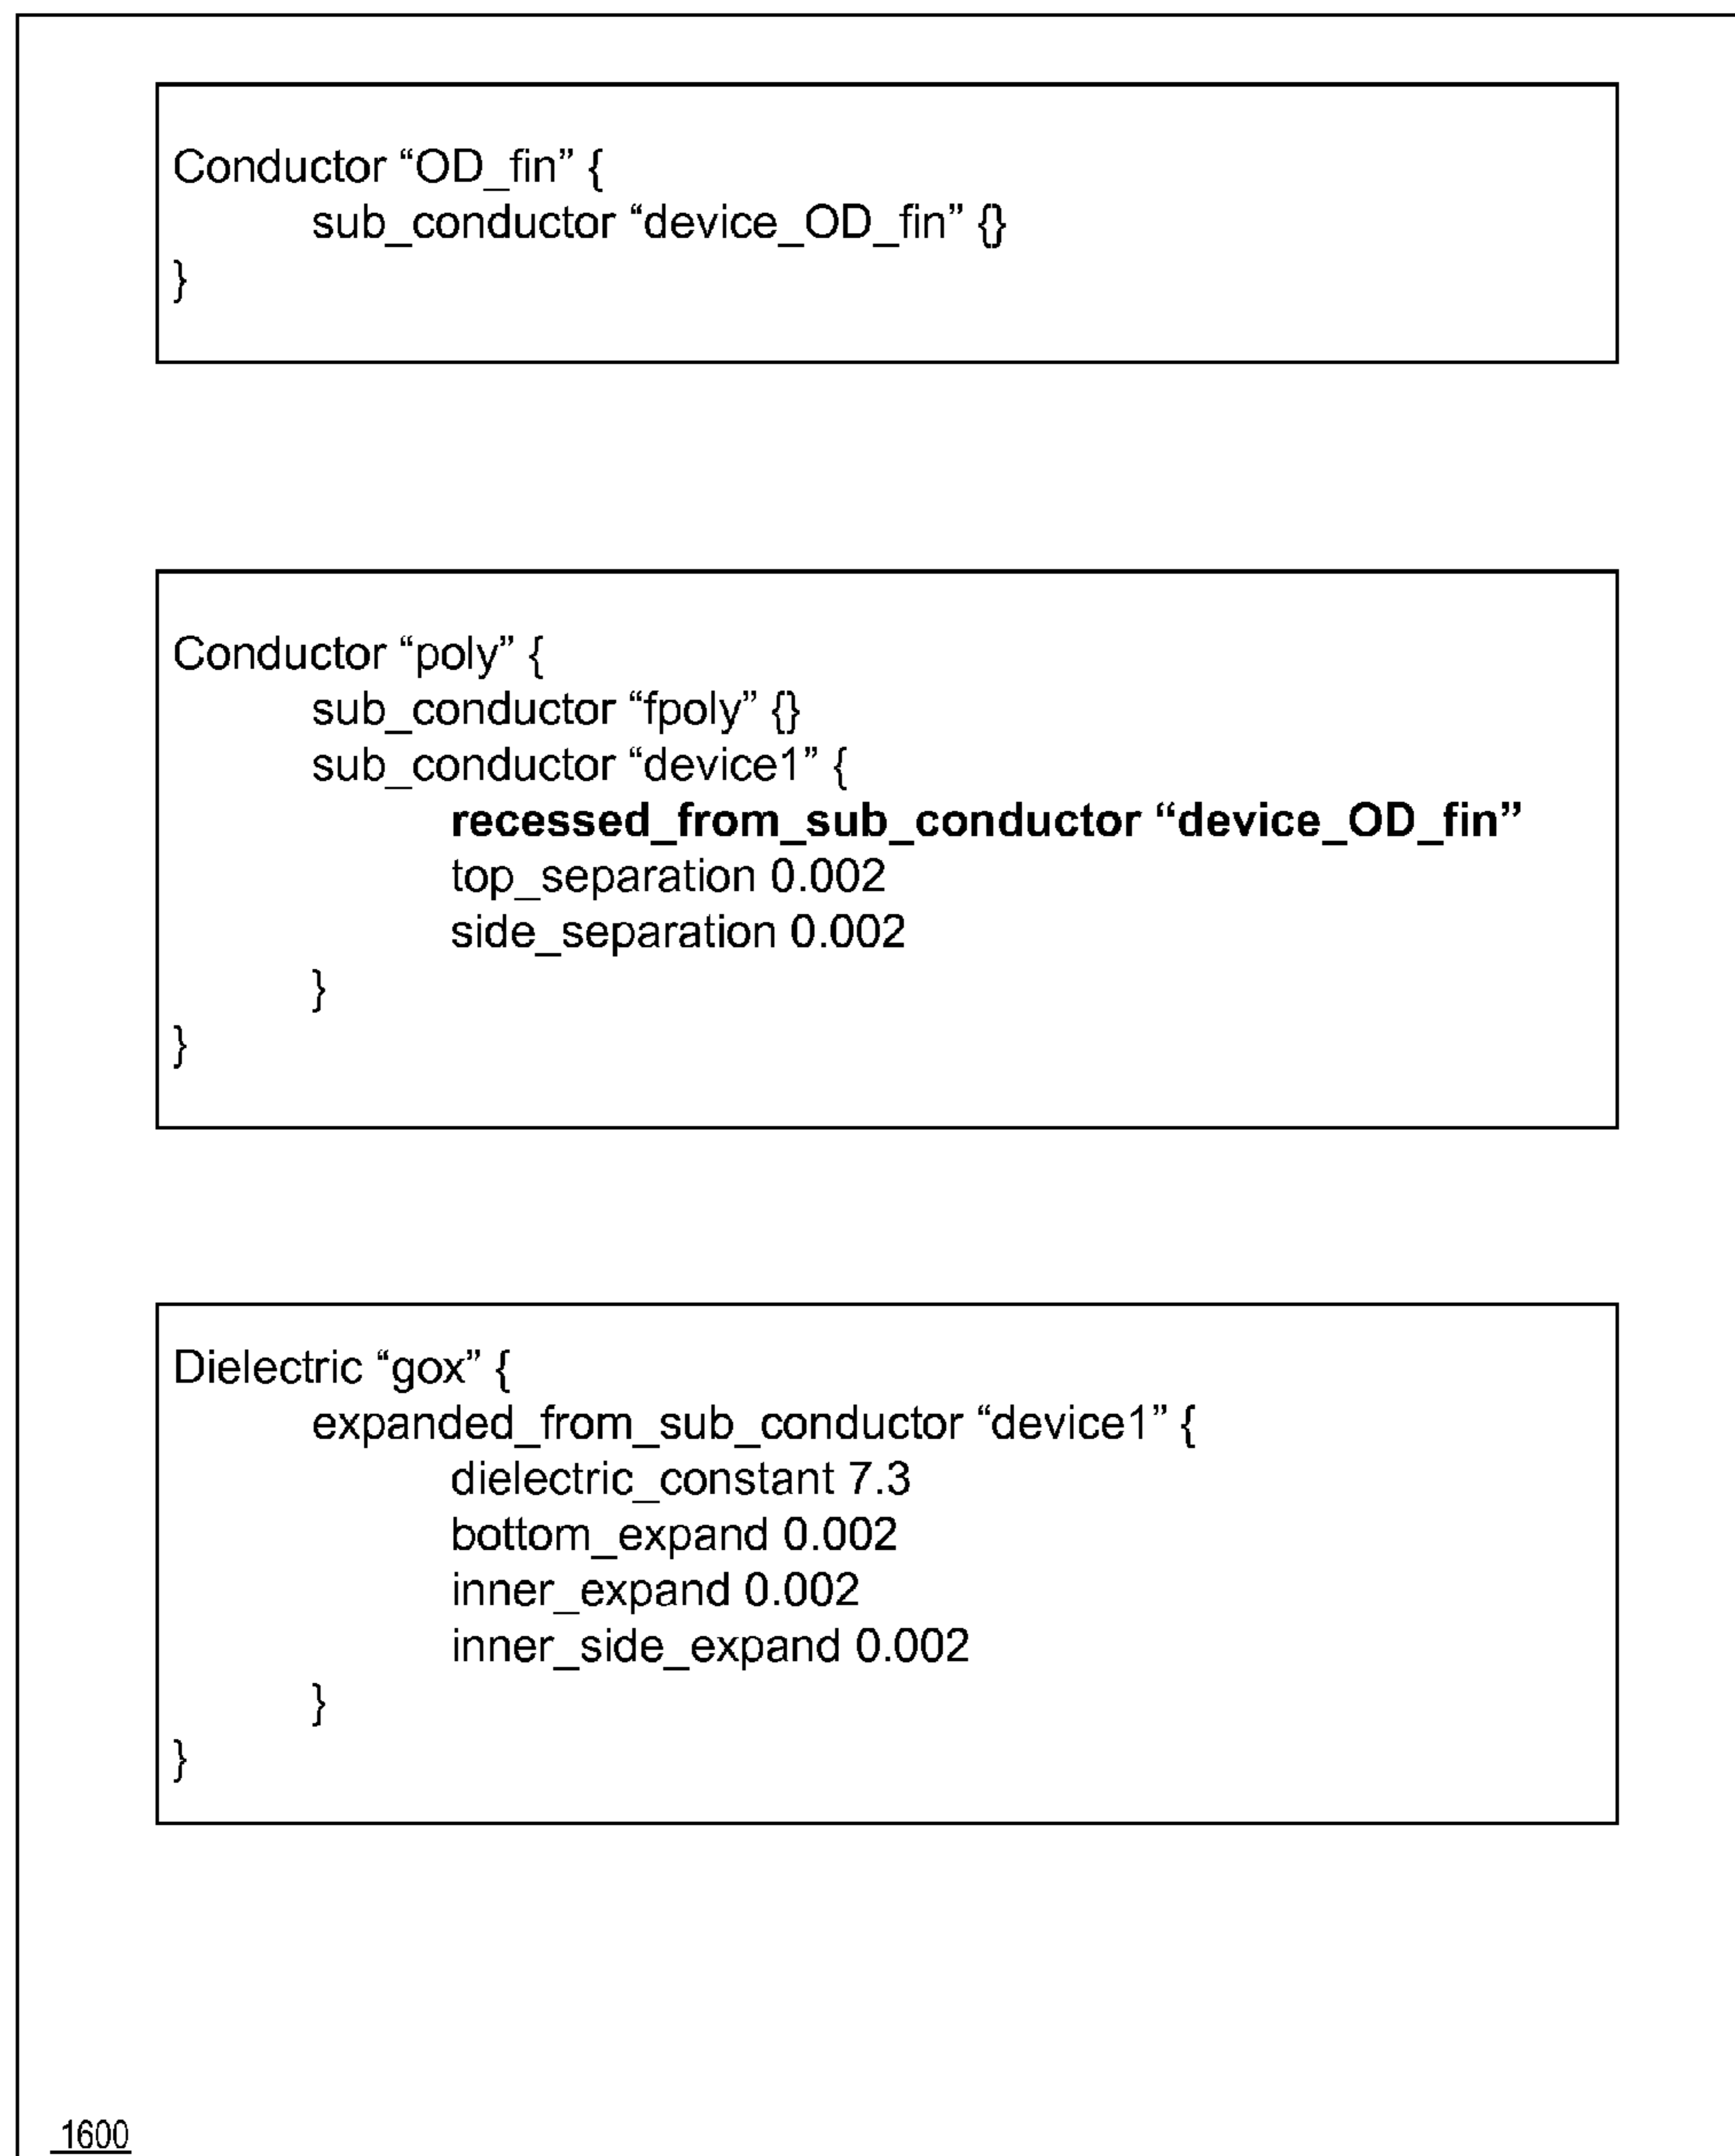 Conductor “OD_fin” {
sub_conductor “device_OD_fin” {}
}
Conductor “poly” {
sub_conductor “fpoly” {}
sub_conductor “device1” {
recessed_from_sub_conductor “device_OD_fin”
top_separation 0.002
side_separation 0.002
}
}
Dielectric “gox” {
expanded_from_sub_conductor “device1” {
dielectric_constant 7.3
bottom_expand 0.002
inner_expand 0.002
inner_side_expand 0.002
}
}
1600